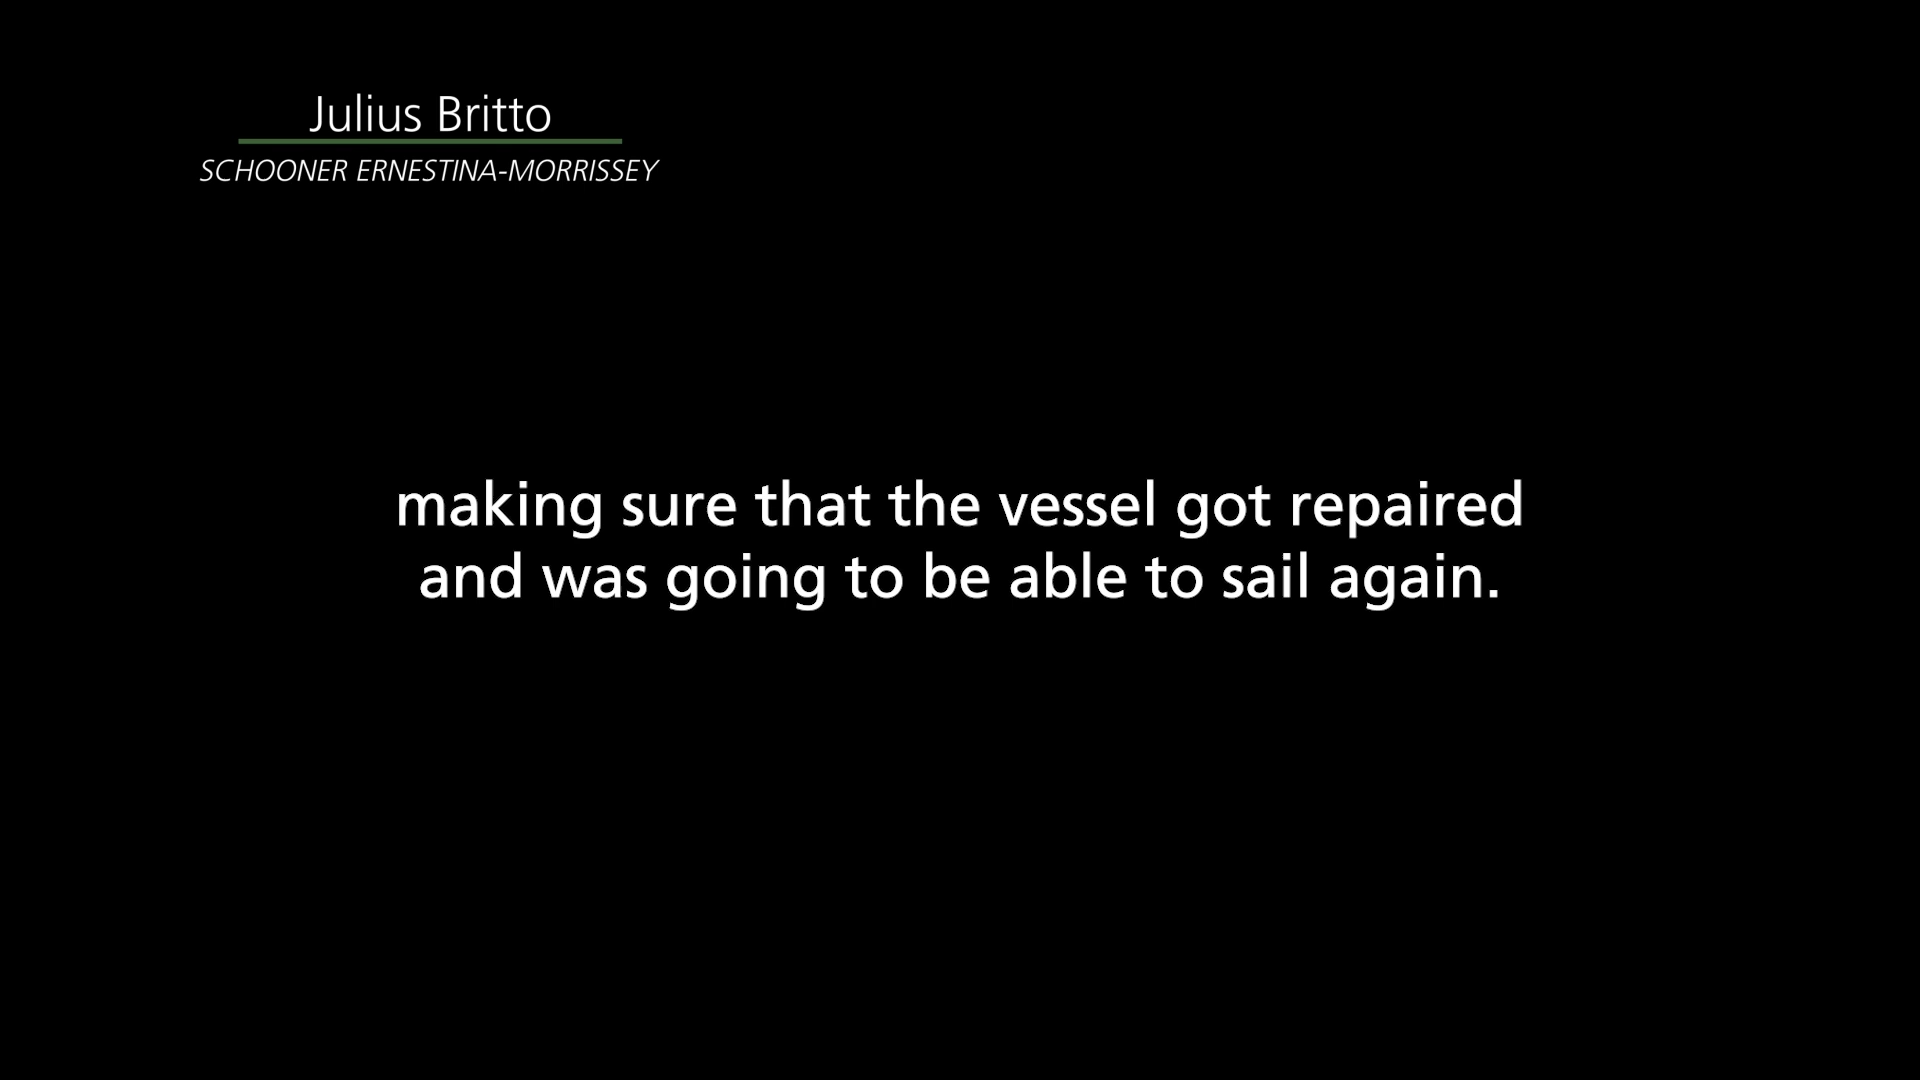 Julius Britto
SCHOONER ERNESTINA-MORRISSEY
making sure that the vessel got repaired
and was going to be able to sail again.